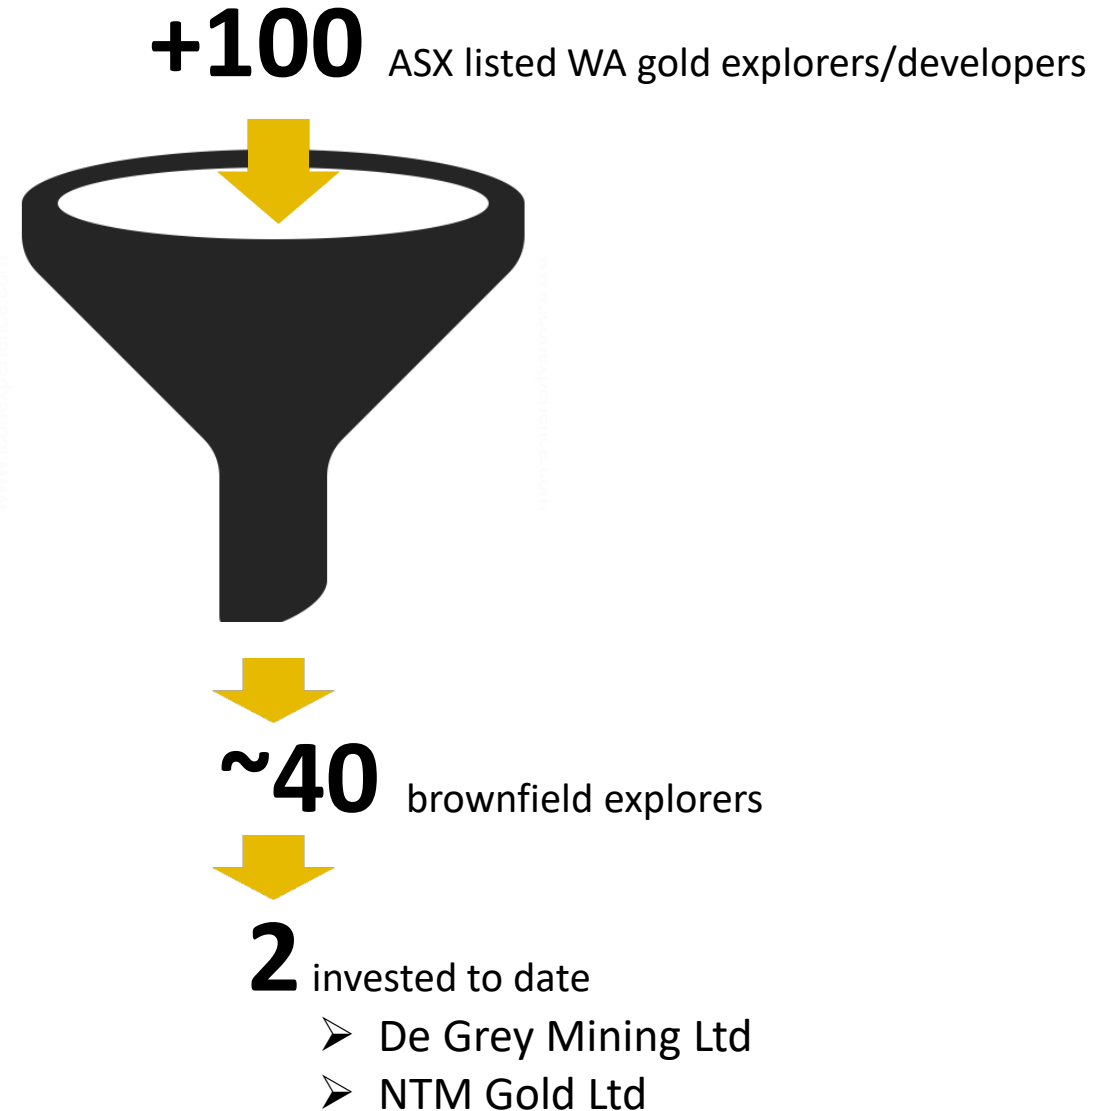 +100 ASX listed WA gold explorers/developers
~40 brownfield explorers
2 invested to date
➢ De Grey Mining Ltd
➢ NTM Gold Ltd